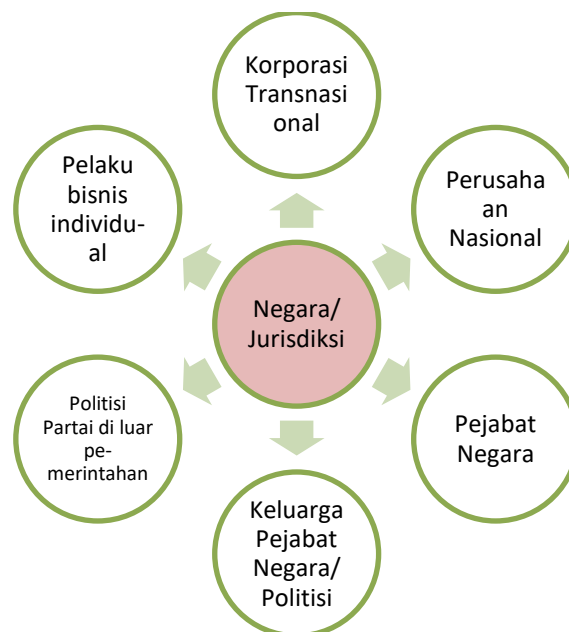 Korporasi
Transnasi
onal
Pelaku
bisnis
individu-
al
Perusaha
an
Nasional
Negara/
Jurisdiksi
Politisi
Partai di luar
pe-
merintahan
Pejabat
Negara
Keluarga
Pejabat
Negara/
Politisi